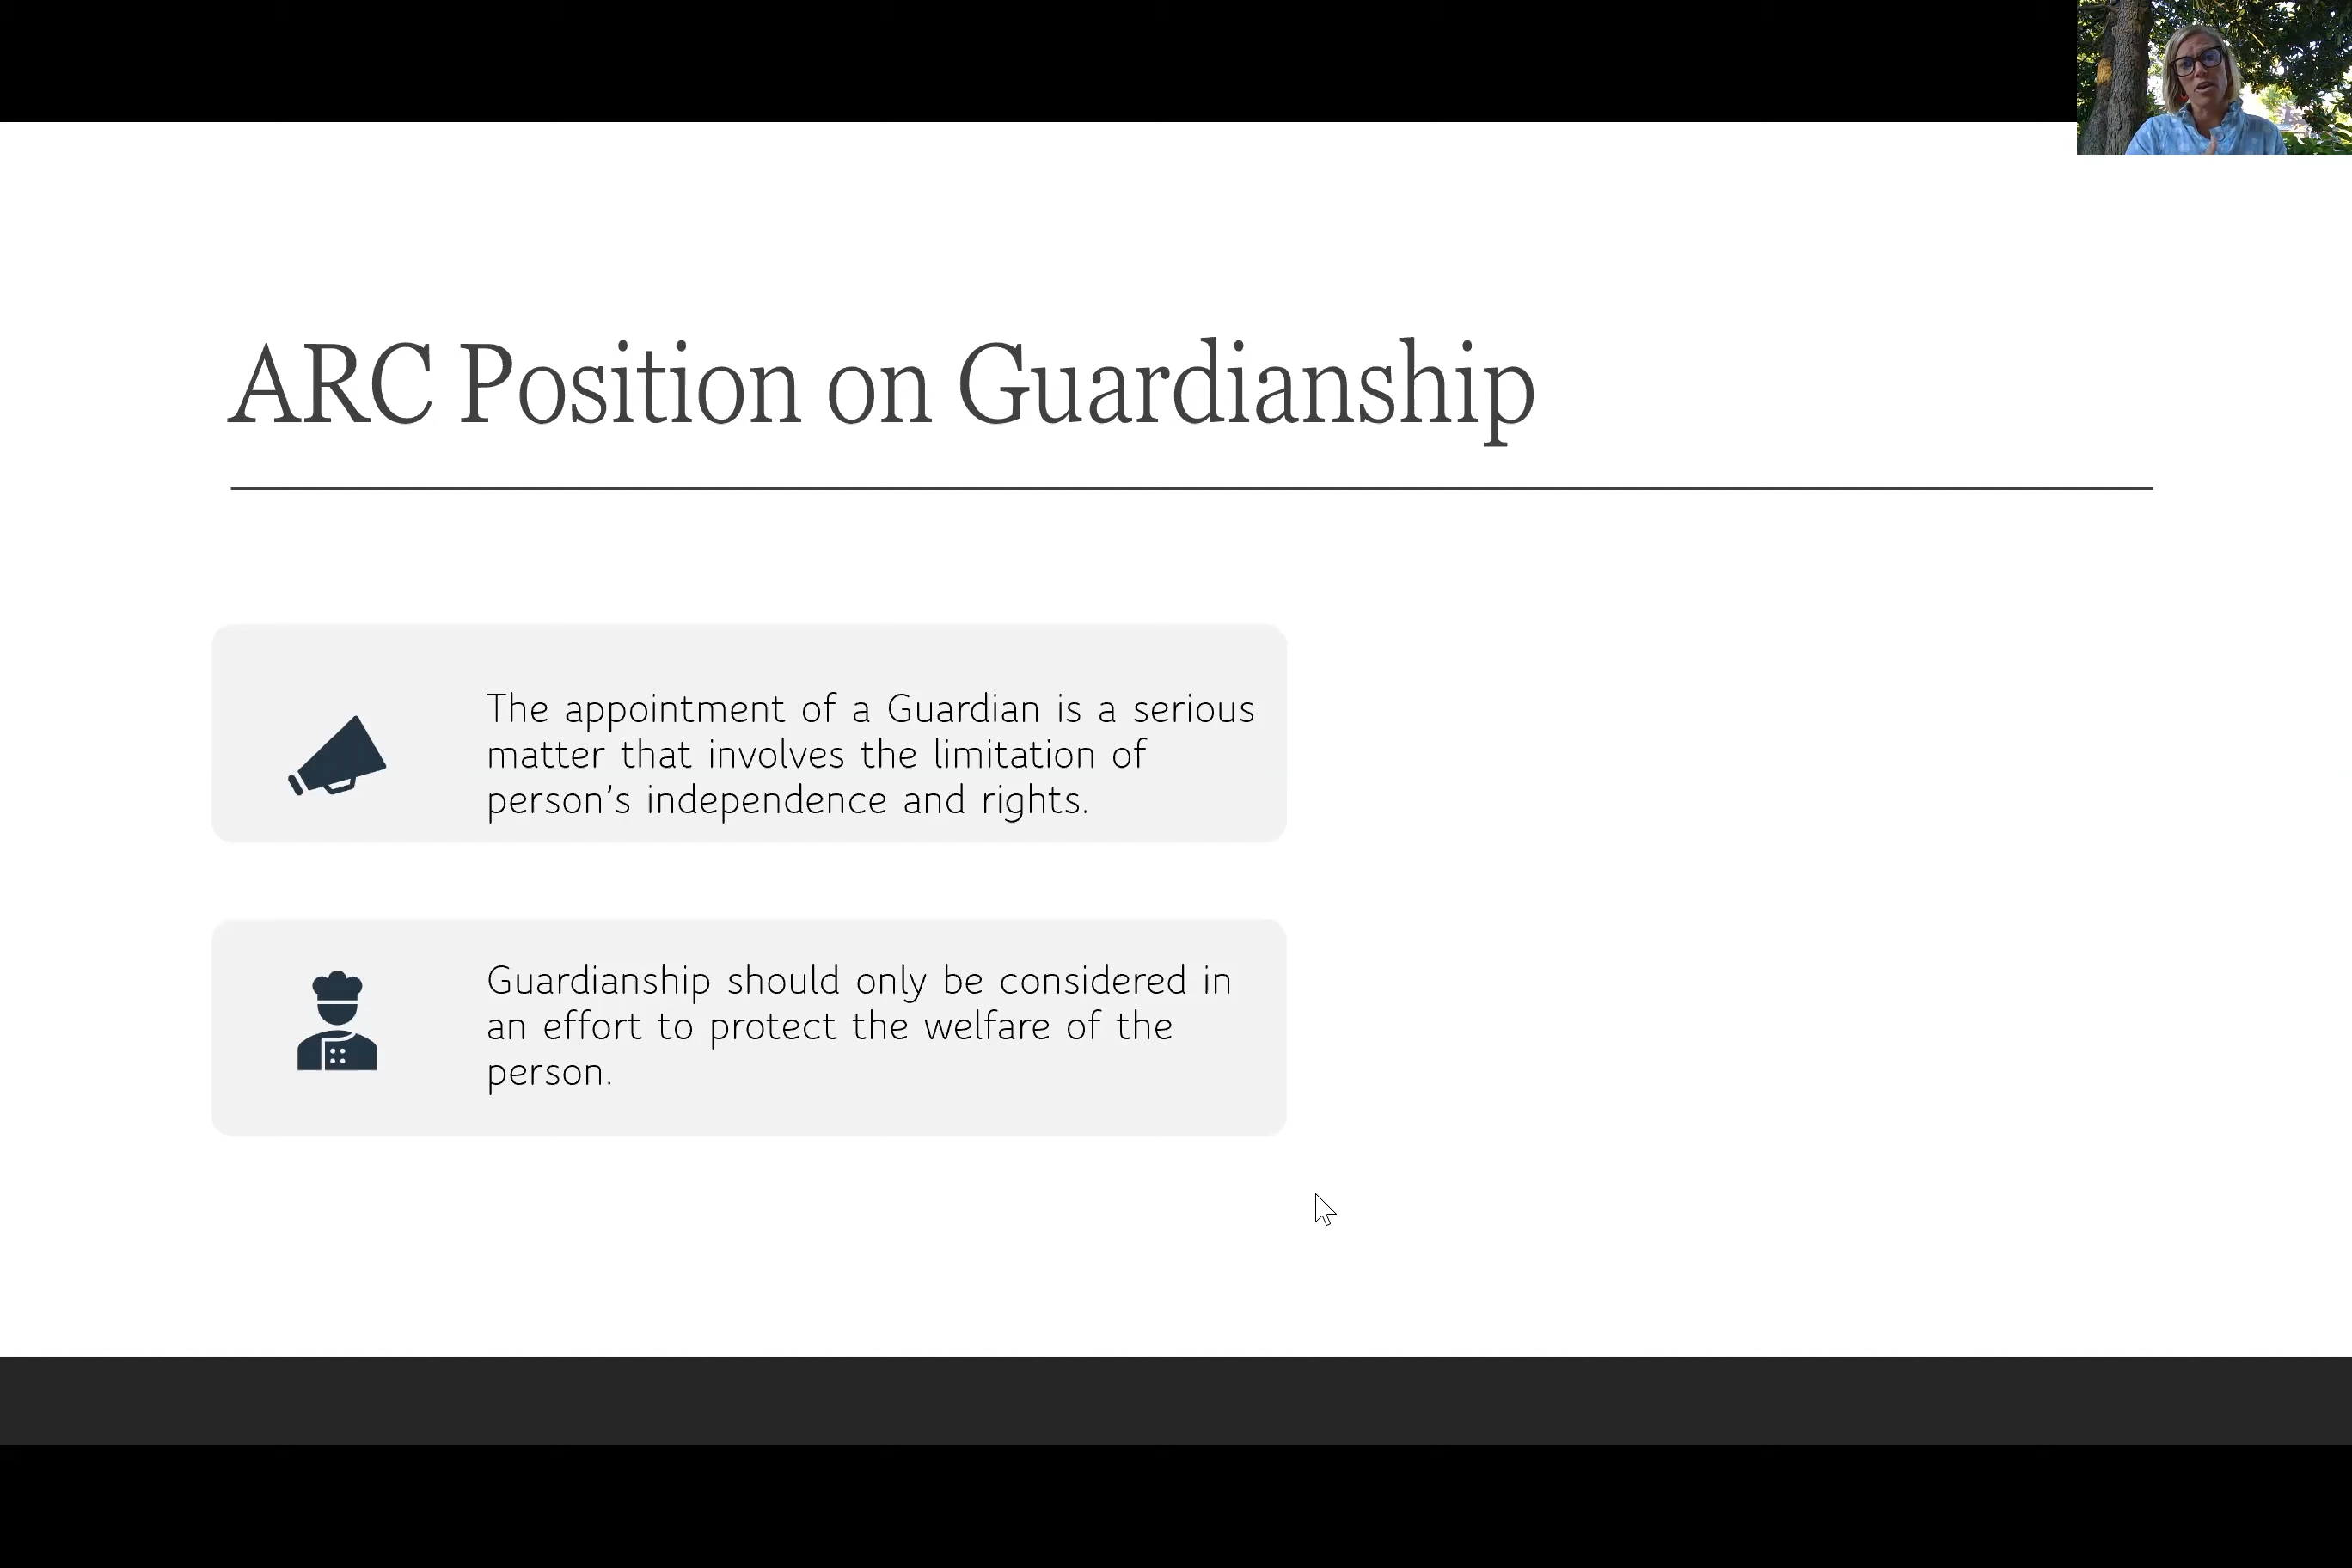 ARC Position on Guardianship
The appointment of a Guardian is a serious
matter that involves the limitation of
person's independence and rights.
Guardianship should only be considered in
an effort to protect the welfare of the
person.